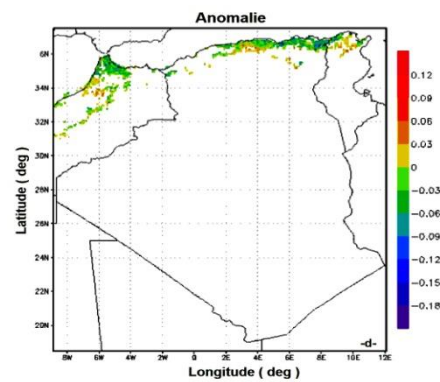 Anomalie
36N
34N
32N
30N
28N
26N
24N
22N
20N
Latitude ( deg )
8W 6W 4W 2W 0 2E 4E 6E 8E 10E 12E
Longitude ( deg )
-d-
0.12
0.09
0.06
0.03
0
-0.03
-0.06
-0.09
-0.12
-0.15
-0.18